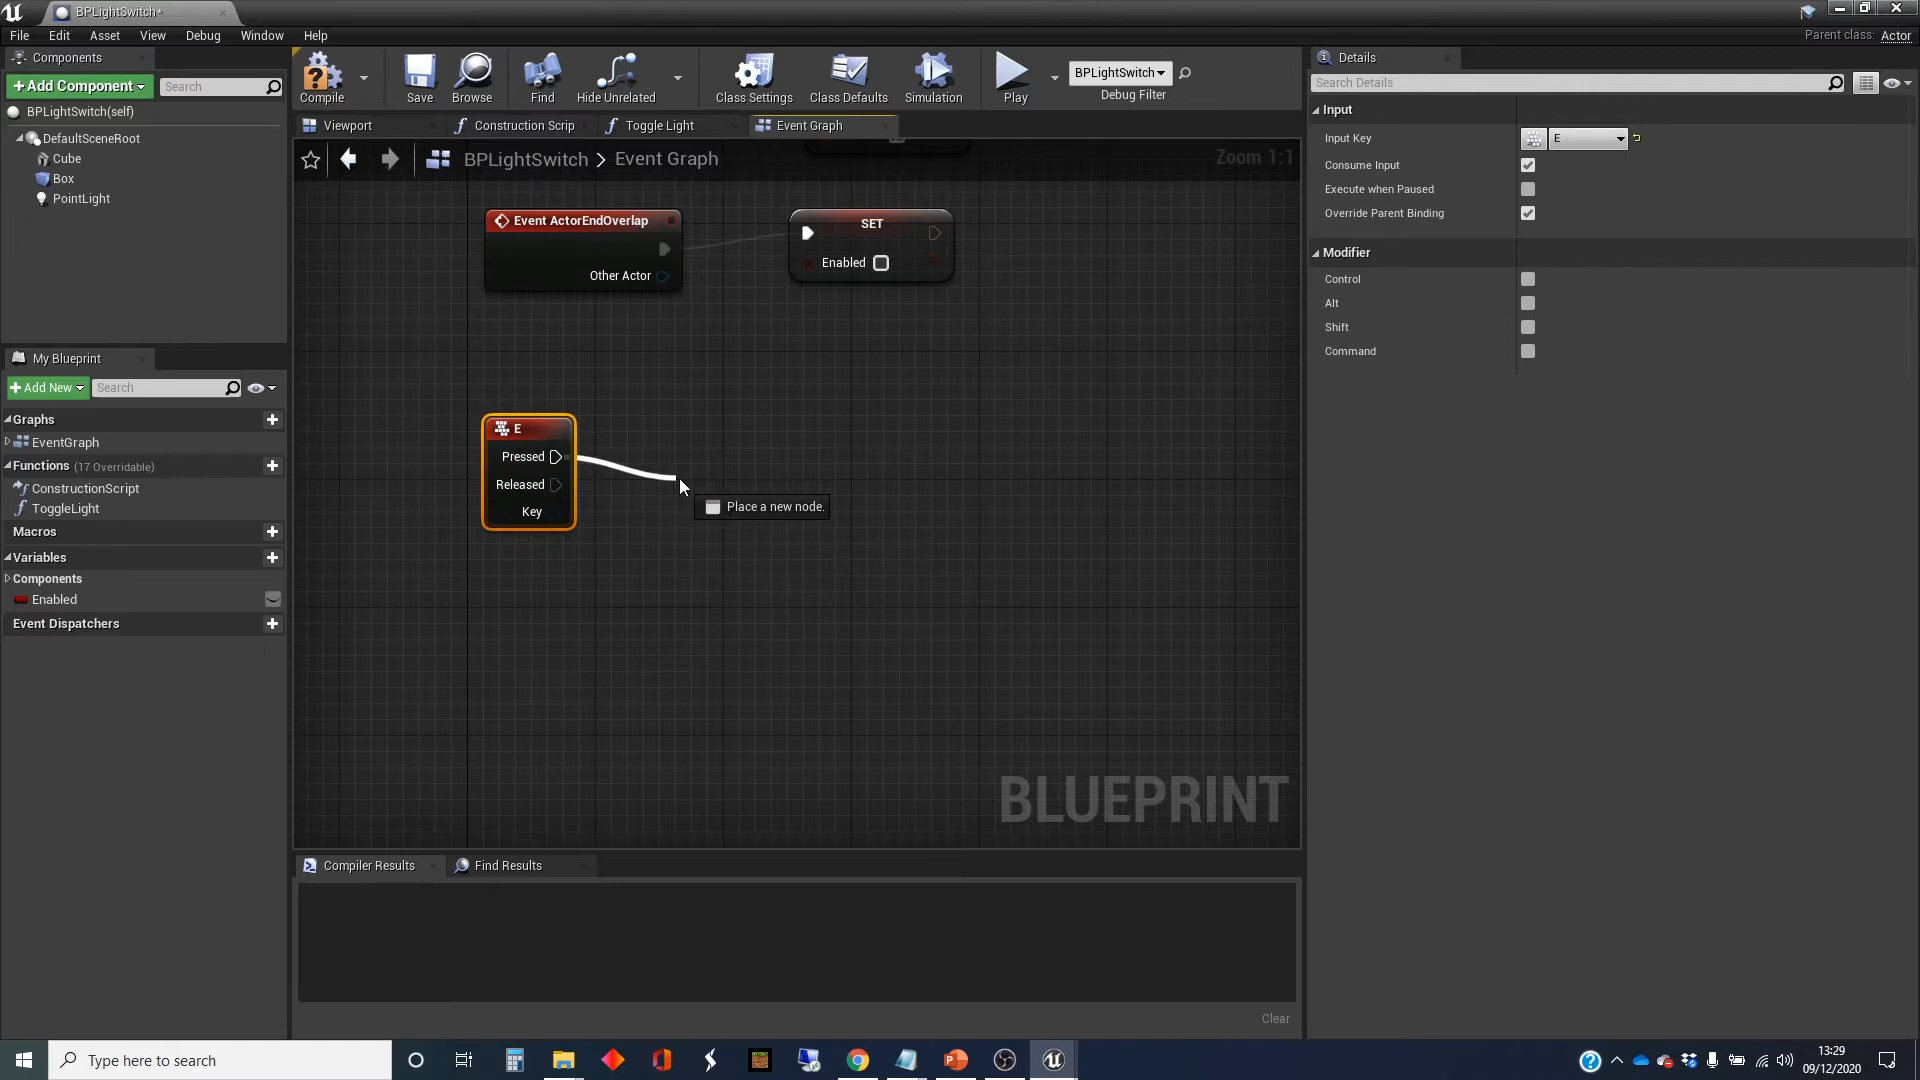 BPLightSwitch*
File Edit Asset View Debug Window Help
Parent class: Actor
Components
+Add Component
Search
BPLightSwitch(self)
DefaultSceneRoot
Cube
Box
PointLight
Compile
Save
Browse
Find
Hide Unrelated
Class Settings
Class Defaults
Simulation
Play
BPLightSwitch
Debug Filter
Viewport
Construction Scrip
Toggle Light
Event Graph
BPLightSwitch > Event Graph
Zoom 1:1
Event ActorEndOverlap
Other Actor
SET
Enabled
E
Pressed
Released
Key
Place a new node.
BLUEPRINT
My Blueprint
+Add New
Search
Graphs
EventGraph
Functions (17 Overridable)
ConstructionScript
ToggleLight
Macros
Variables
Components
Enabled
Event Dispatchers
Compiler Results
Find Results
Clear
Details
Search Details
Input
Input Key E
Consume Input
Execute when Paused
Override Parent Binding
Modifier
Control
Alt
Shift
Command
Type here to search
13:29
09/12/2020